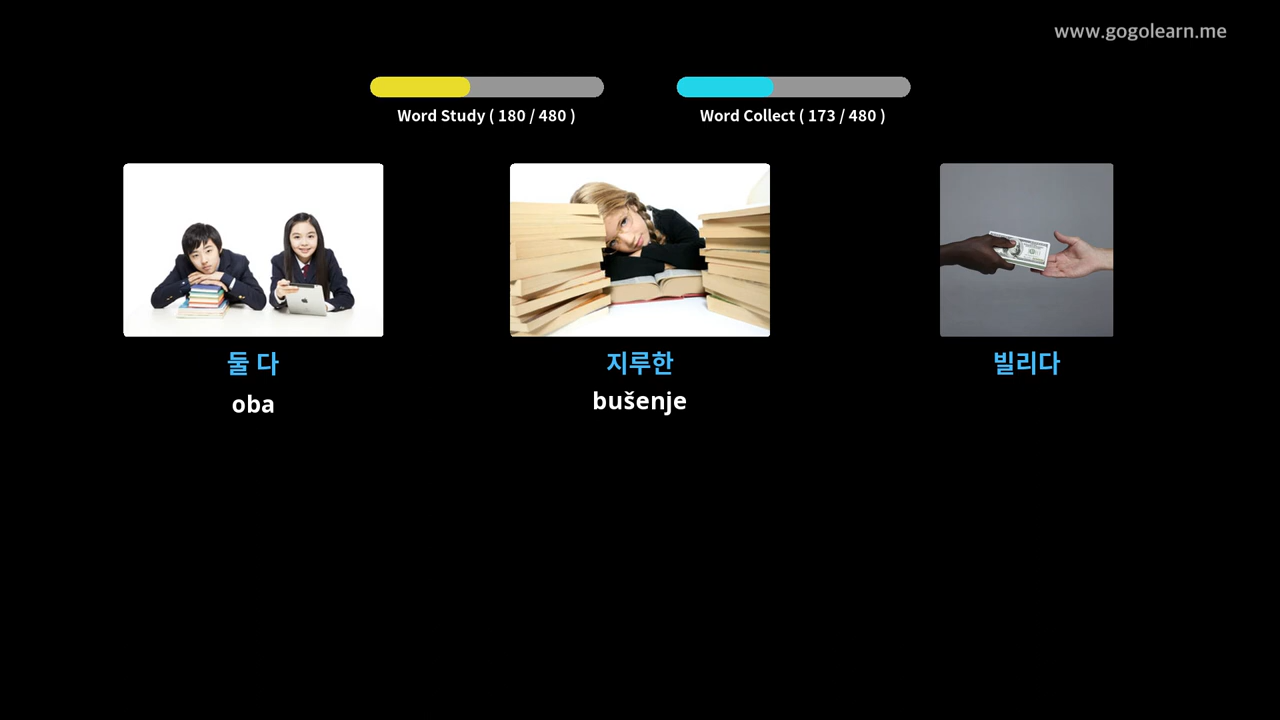 www.gogolearn.me
Word Study ( 180 / 480 )
Word Collect ( 173 / 480 )
둘 다
지루한
빌리다
oba
bušenje